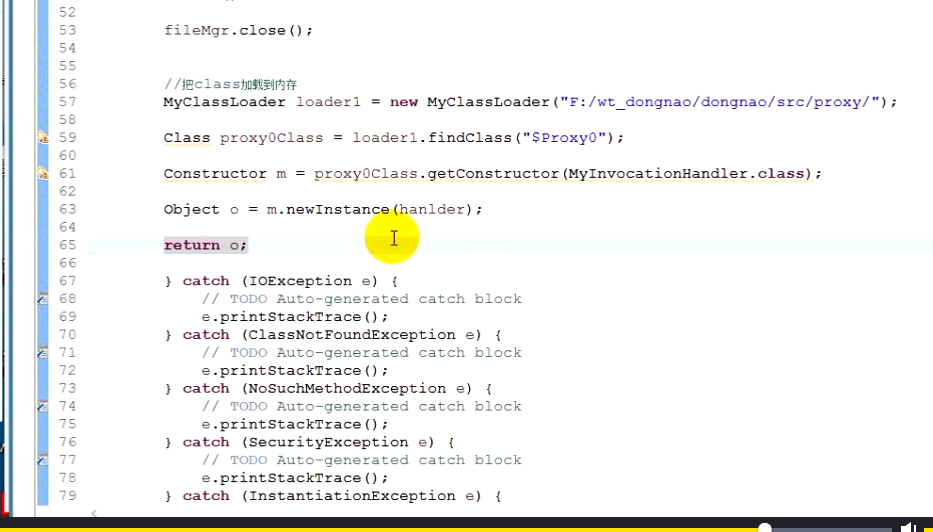 52
53 fileMgr.close();
54
55
56 //把class加载到内存
57 MyClassLoader loader1 = new MyClassLoader("F:/wt_dongnao/dongnao/src/proxy/");
58
59 Class proxy0Class = loader1.findClass("$Proxy0");
60
61 Constructor m = proxy0Class.getConstructor(MyInvocationHandler.class);
62
63 Object o = m.newInstance(hanlder);
64
65 return o;
66
67 } catch (IOException e) {
68 // TODO Auto-generated catch block
69 e.printStackTrace();
70 } catch (ClassNotFoundException e) {
71 // TODO Auto-generated catch block
72 e.printStackTrace();
73 } catch (NoSuchMethodException e) {
74 // TODO Auto-generated catch block
75 e.printStackTrace();
76 } catch (SecurityException e) {
77 // TODO Auto-generated catch block
78 e.printStackTrace();
79 } catch (InstantiationException e) {